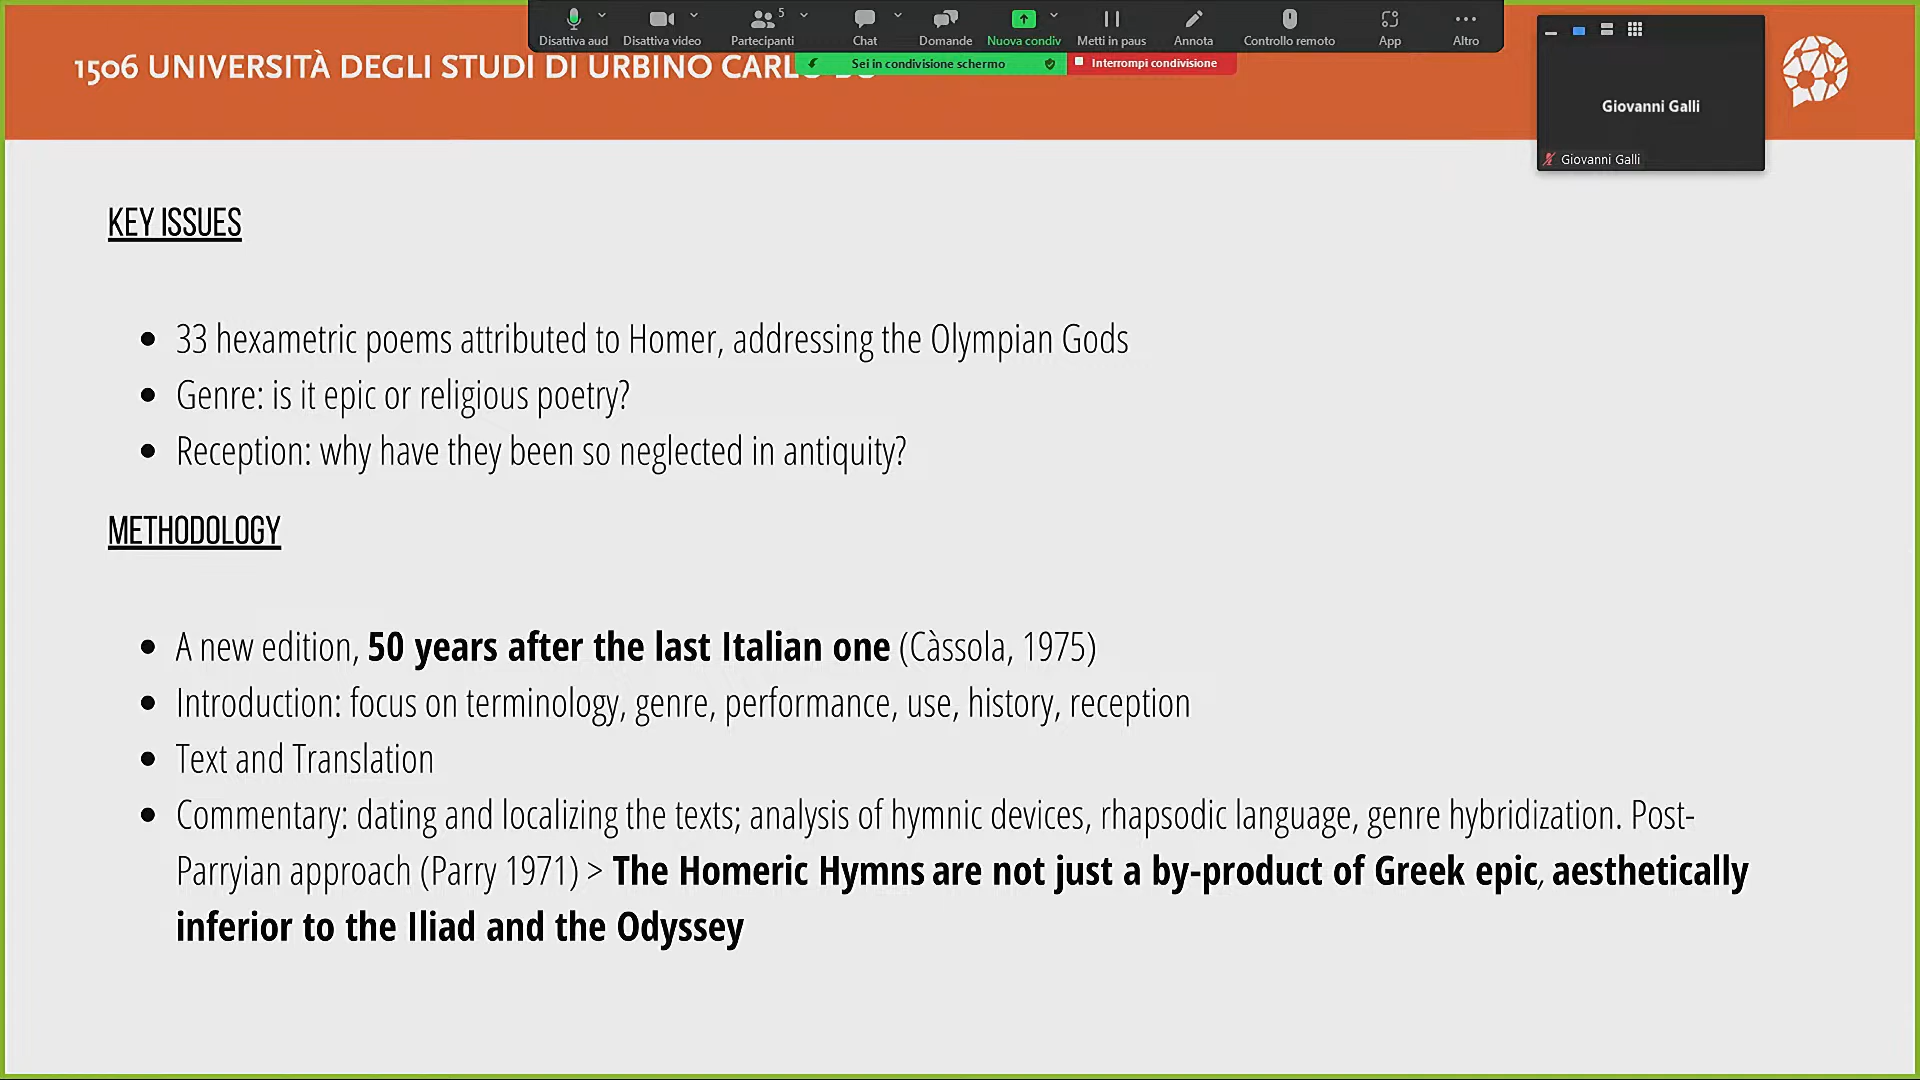 Disattiva aud
Disattiva video
5
Partecipanti
Chat
Domande
Nuova condiv
Metti in paus
Annota
Controllo remoto
App
Altro
Sei in condivisione schermo
Interrompi condivisione
1506 UNIVERSITÀ DEGLI STUDI DI URBINO CARLO BO
Giovanni Galli
Giovanni Galli
KEY ISSUES
• 33 hexametric poems attributed to Homer, addressing the Olympian Gods
• Genre: is it epic or religious poetry?
• Reception: why have they been so neglected in antiquity?
METHODOLOGY
• A new edition, 50 years after the last Italian one (Càssola, 1975)
• Introduction: focus on terminology, genre, performance, use, history, reception
• Text and Translation
• Commentary: dating and localizing the texts; analysis of hymnic devices, rhapsodic language, genre hybridization. Post-
Parryian approach (Parry 1971) > The Homeric Hymns are not just a by-product of Greek epic, aesthetically
inferior to the Iliad and the Odyssey